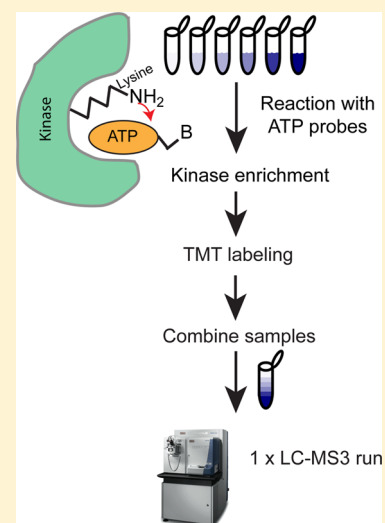 Kinase
Lysine
NH2
ATP
B
Reaction with
ATP probes
Kinase enrichment
TMT labeling
Combine samples
1 x LC-MS3 run